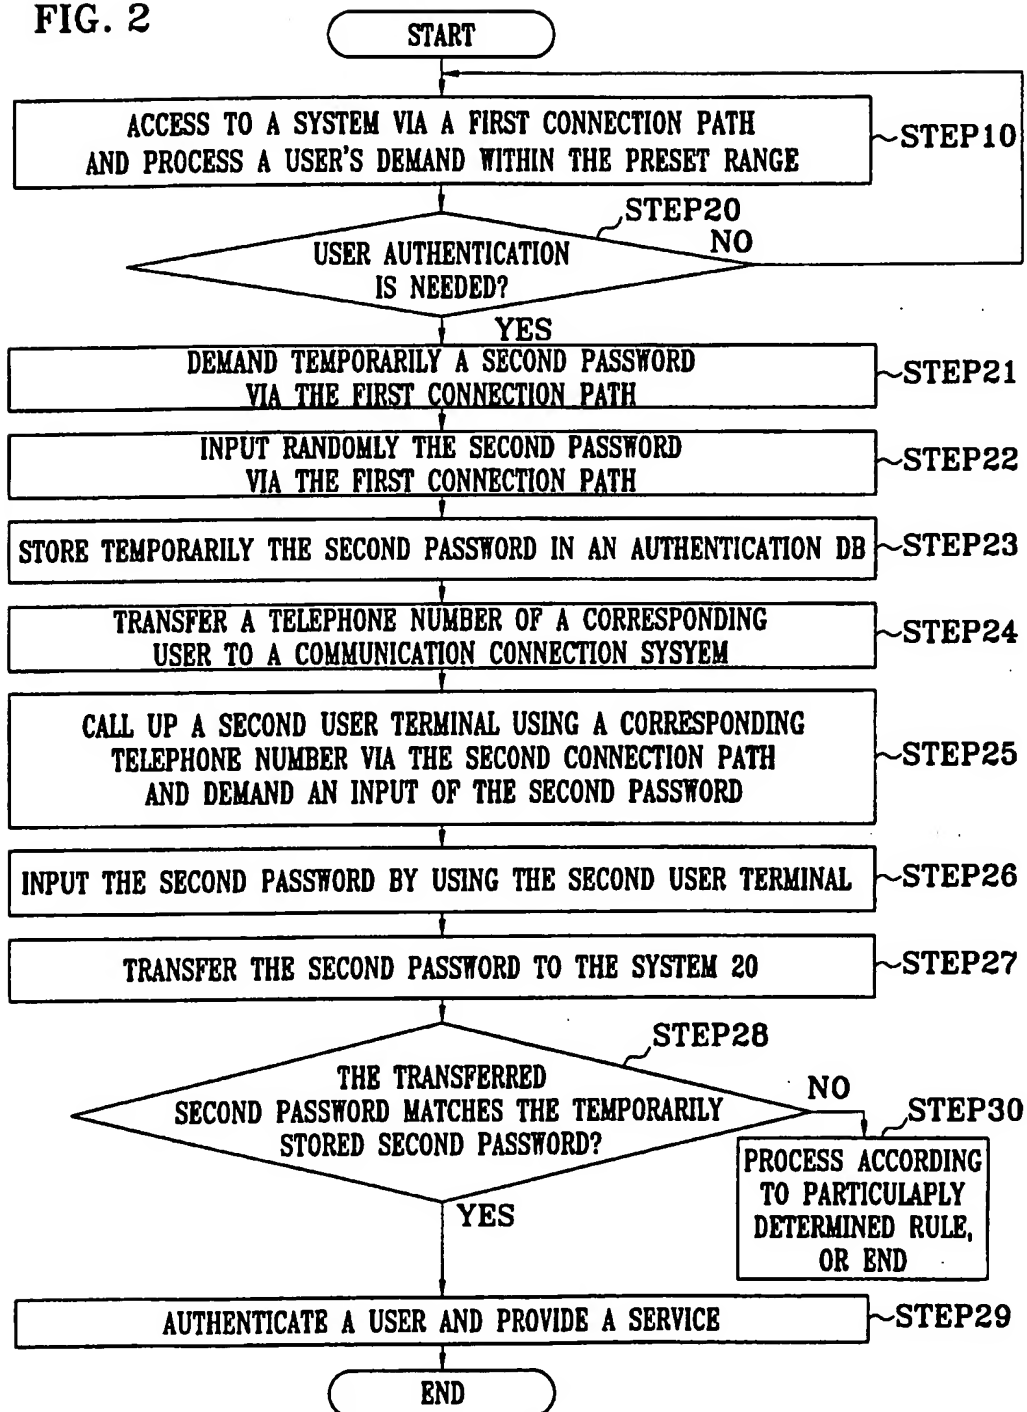 FIG. 2
START
ACCESS TO A SYSTEM VIA A FIRST CONNECTION PATH
AND PROCESS A USER'S DEMAND WITHIN THE PRESET RANGE
STEP10
STEP20
USER AUTHENTICATION
IS NEEDED?
NO
YES
DEMAND TEMPORARILY A SECOND PASSWORD
VIA THE FIRST CONNECTION PATH
STEP21
INPUT RANDOMLY THE SECOND PASSWORD
VIA THE FIRST CONNECTION PATH
STEP22
STORE TEMPORARILY THE SECOND PASSWORD IN AN AUTHENTICATION DB
STEP23
TRANSFER A TELEPHONE NUMBER OF A CORRESPONDING
USER TO A COMMUNICATION CONNECTION SYSYEM
STEP24
CALL UP A SECOND USER TERMINAL USING A CORRESPONDING
TELEPHONE NUMBER VIA THE SECOND CONNECTION PATH
AND DEMAND AN INPUT OF THE SECOND PASSWORD
STEP25
INPUT THE SECOND PASSWORD BY USING THE SECOND USER TERMINAL
STEP26
TRANSFER THE SECOND PASSWORD TO THE SYSTEM 20
STEP27
STEP28
THE TRANSFERRED
SECOND PASSWORD MATCHES THE TEMPORARILY
STORED SECOND PASSWORD?
NO
YES
STEP30
PROCESS ACCORDING
TO PARTICULAPLY
DETERMINED RULE,
OR END
AUTHENTICATE A USER AND PROVIDE A SERVICE
STEP29
END